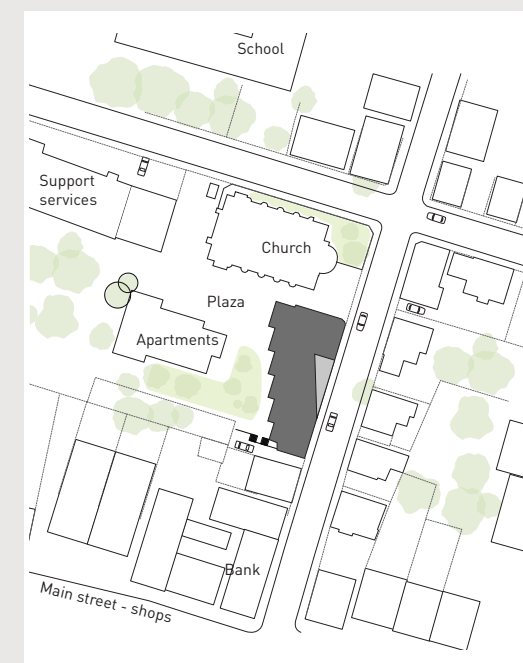 School
Support
services
Church
Plaza
Apartments
Bank
Main street - shops